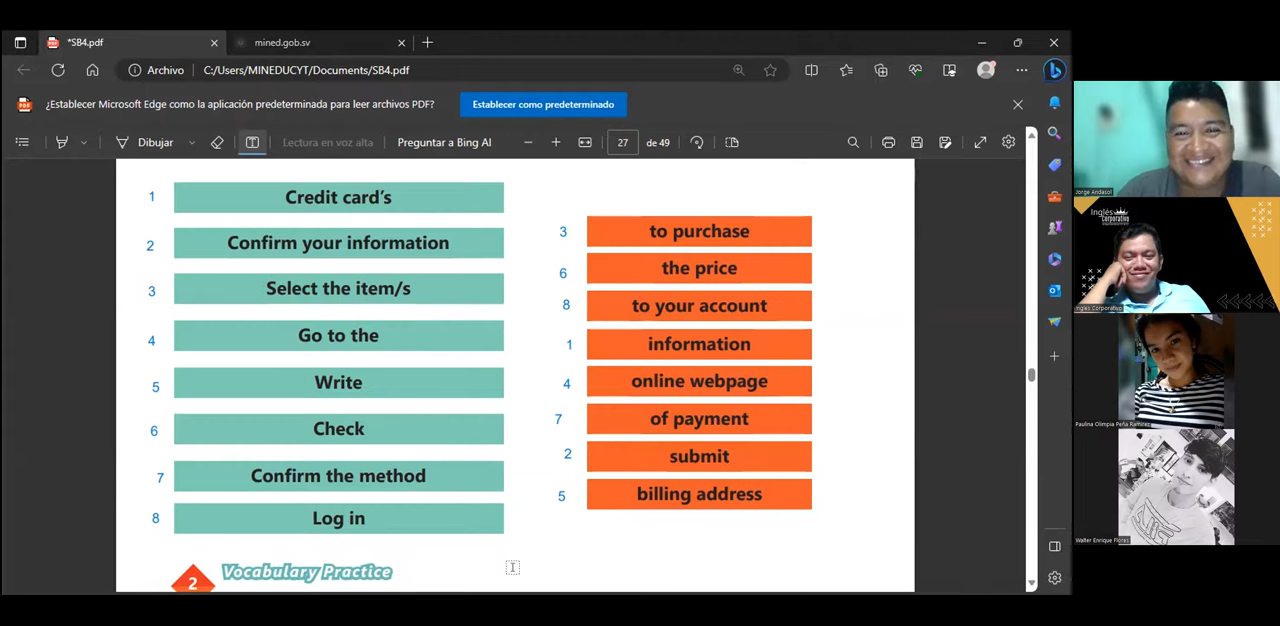 *SB4.pdf
mined.gob.sv
Archivo
C:/Users/MINEDUCYT/Documents/SB4.pdf
¿Establecer Microsoft Edge como la aplicación predeterminada para leer archivos PDF?
Establecer como predeterminado
Dibujar
Lectura en voz alta
Preguntar a Bing AI
27
de 49
1 Credit card's
2 Confirm your information
3 Select the item/s
4 Go to the
5 Write
6 Check
7 Confirm the method
8 Log in
3 to purchase
6 the price
8 to your account
1 information
4 online webpage
7 of payment
2 submit
5 billing address
2 Vocabulary Practice
Jorge Andasol
Inglés
Corporativo
Inglés Corporativo
Paulina Olimpia Peña Ramirez
Walter Enrique Flores